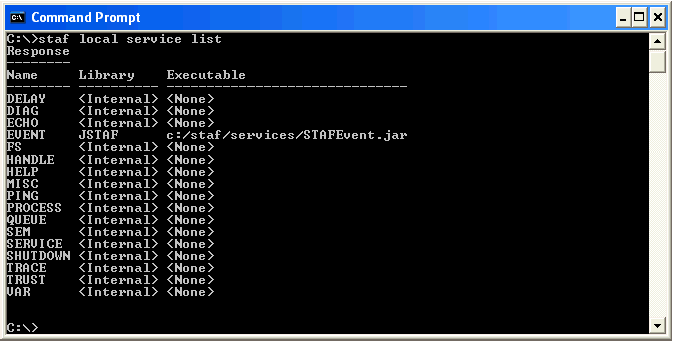 Command Prompt
C:\>staf local service list
Response
--------
Name     Library    Executable
-------- ---------- ------------------------------
DELAY    <Internal> <None>
DIAG     <Internal> <None>
ECHO     <Internal> <None>
EVENT    JSTAF      c:/staf/services/STAFEvent.jar
FS       <Internal> <None>
HANDLE   <Internal> <None>
HELP     <Internal> <None>
MISC     <Internal> <None>
PING     <Internal> <None>
PROCESS  <Internal> <None>
QUEUE    <Internal> <None>
SEM      <Internal> <None>
SERVICE  <Internal> <None>
SHUTDOWN <Internal> <None>
TRACE    <Internal> <None>
TRUST    <Internal> <None>
VAR      <Internal> <None>
C:\>